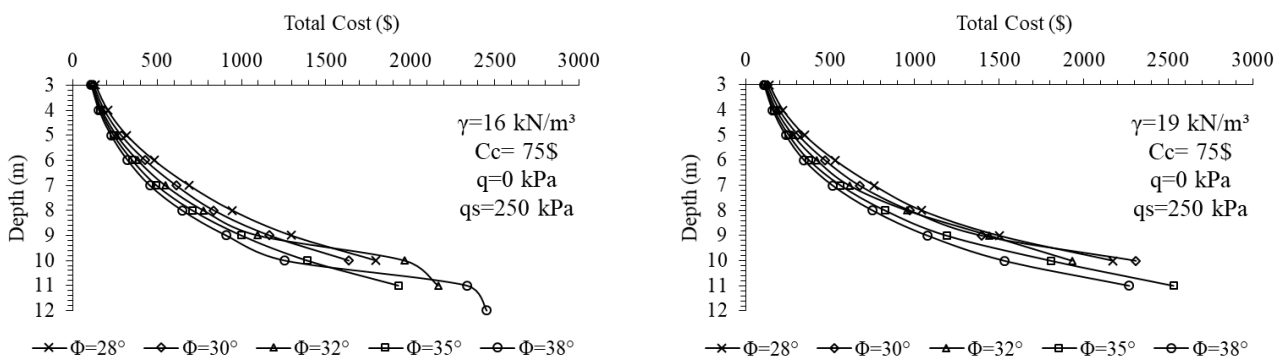 Total Cost ($)
0 500 1000 1500 2000 2500 3000
3
4
5
6
7
8
9
10
11
12
Depth (m)
γ=16 kN/m³
Cc= 75$
q=0 kPa
qs=250 kPa
Φ=28° Φ=30° Φ=32° Φ=35° Φ=38°
Total Cost ($)
0 500 1000 1500 2000 2500 3000
3
4
5
6
7
8
9
10
11
12
Depth (m)
γ=19 kN/m³
Cc= 75$
q=0 kPa
qs=250 kPa
Φ=28° Φ=30° Φ=32° Φ=35° Φ=38°